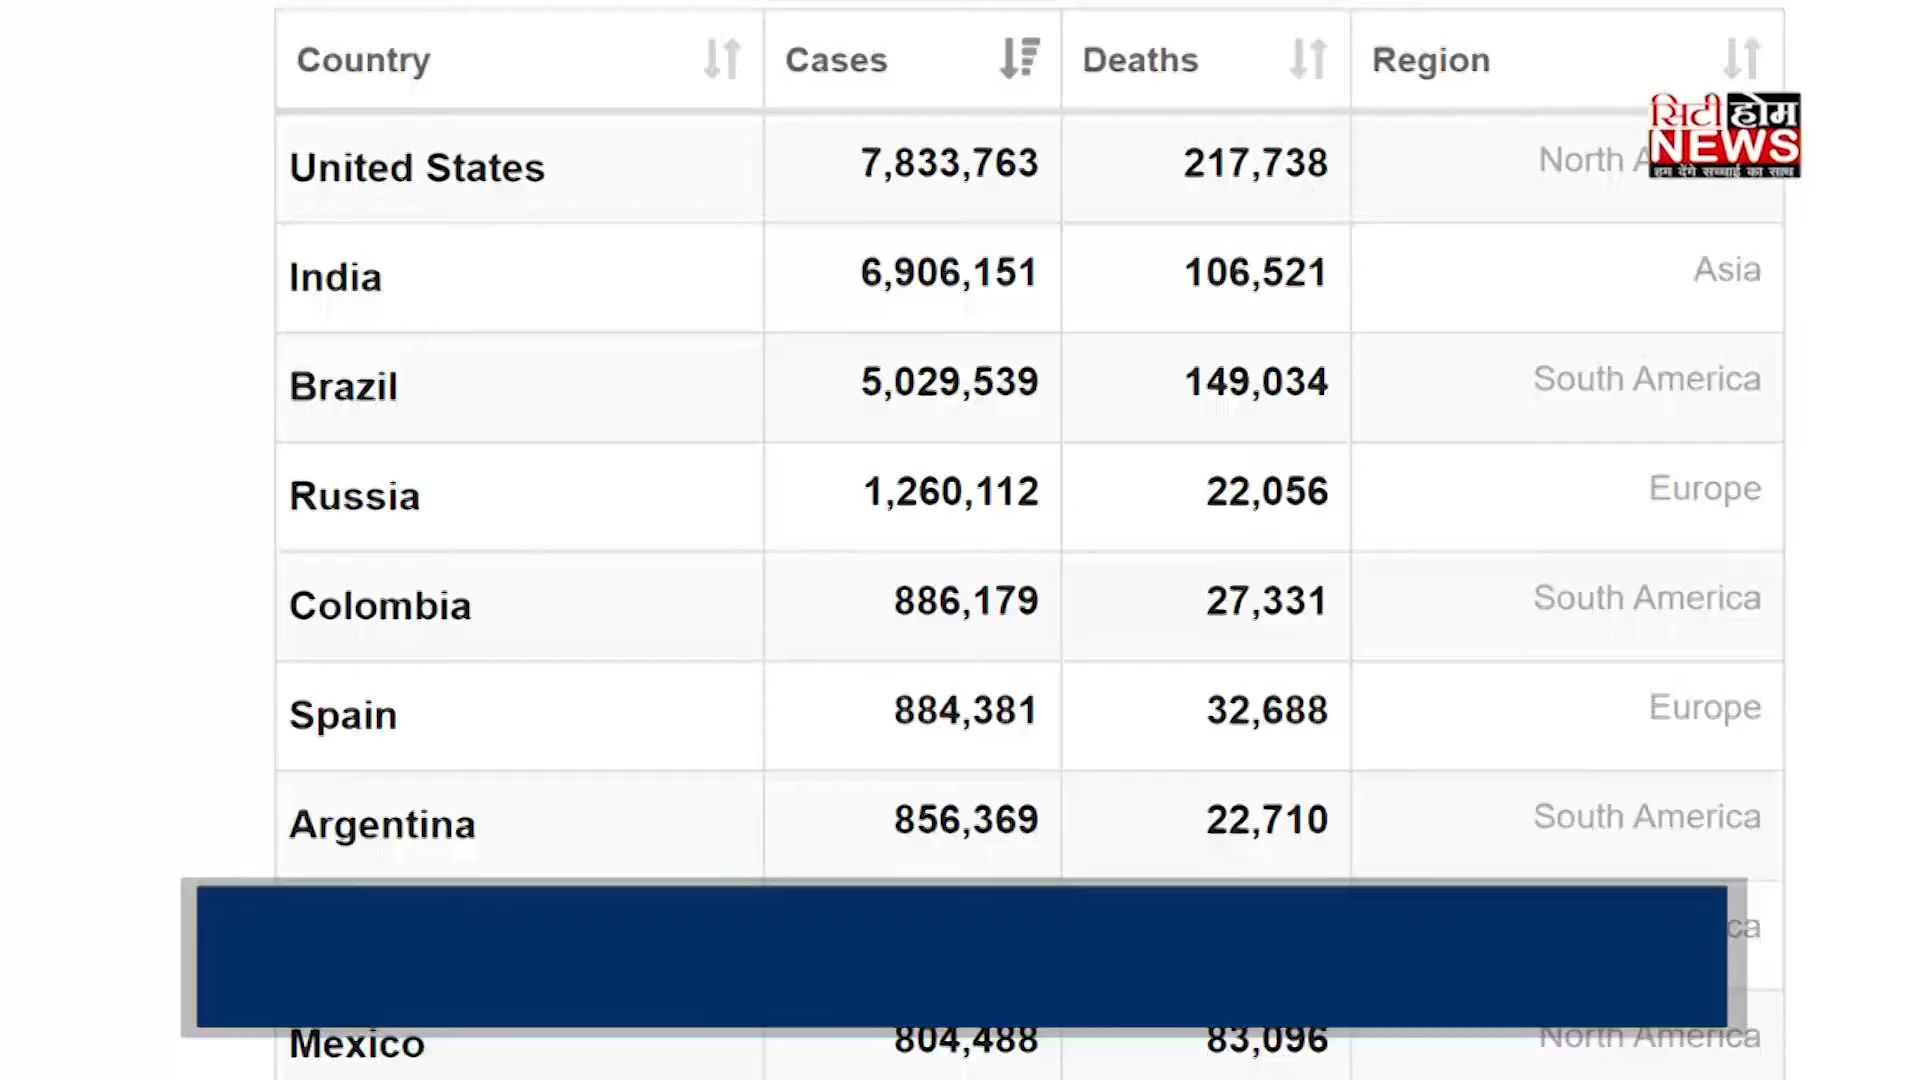 Country Cases Deaths Region
United States 7,833,763 217,738 North
सिटी होम
NEWS
हम देंगे सच्चाई का साथ
India 6,906,151 106,521 Asia
Brazil 5,029,539 149,034 South America
Russia 1,260,112 22,056 Europe
Colombia 886,179 27,331 South America
Spain 884,381 32,688 Europe
Argentina 856,369 22,710 South America
Mexico 804,488 83,096 North America